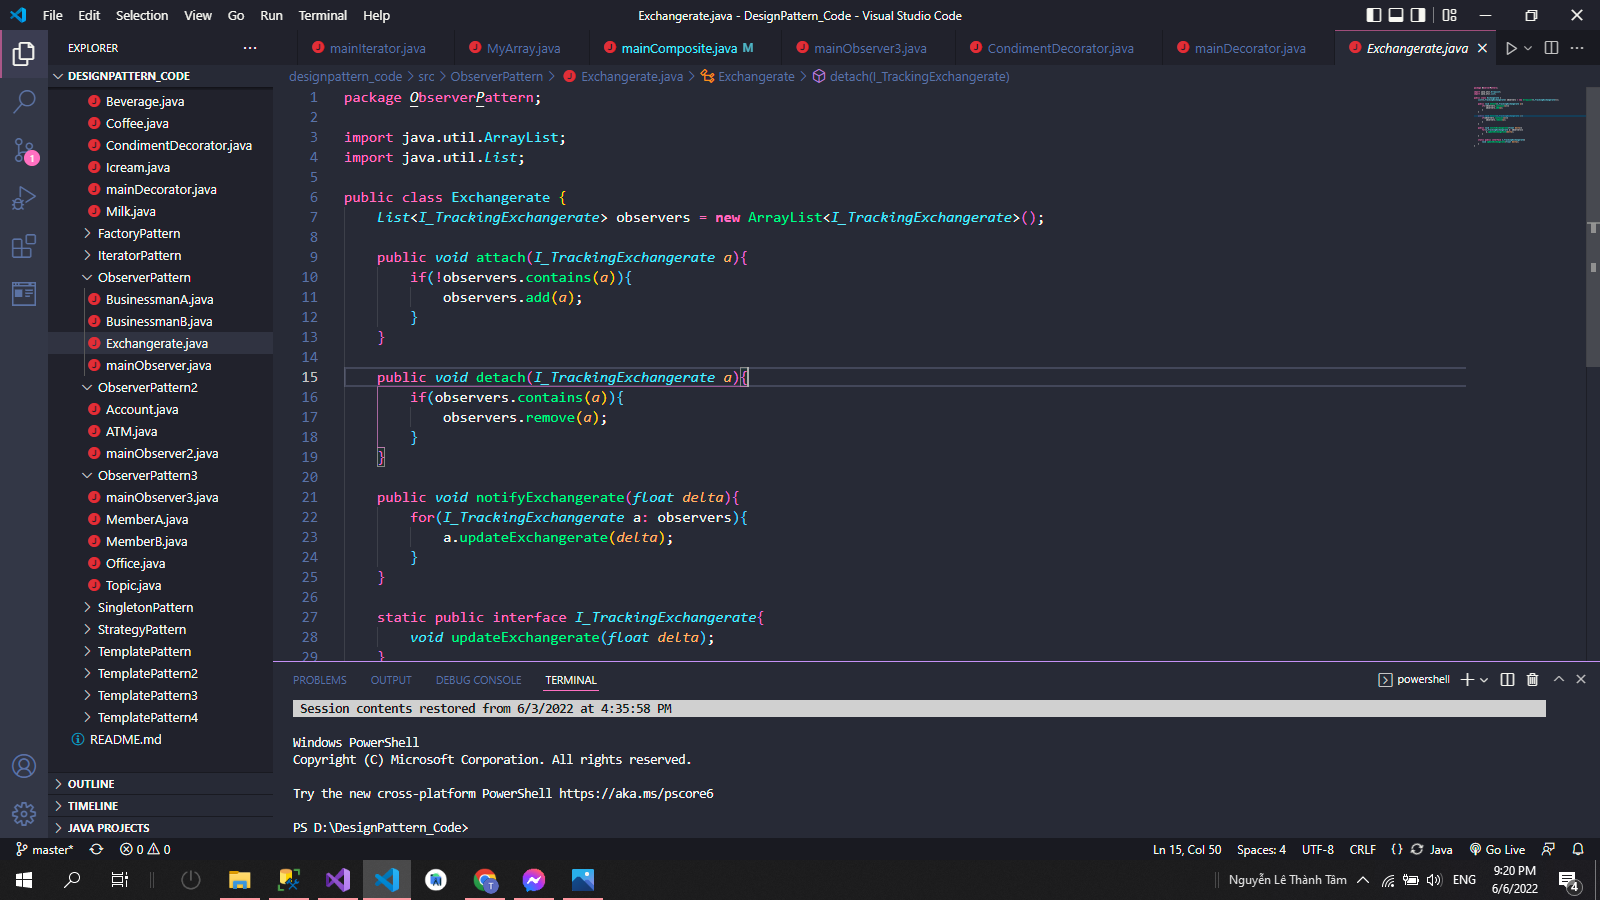 File Edit Selection View Go Run Terminal Help
Exchangerate.java - DesignPattern_Code - Visual Studio Code
EXPLORER
mainIterator.java MyArray.java mainComposite.java M mainObserver3.java CondimentDecorator.java mainDecorator.java Exchangerate.java
DESIGNPATTERN_CODE
Beverage.java
Coffee.java
CondimentDecorator.java
Icream.java
mainDecorator.java
Milk.java
FactoryPattern
IteratorPattern
ObserverPattern
BusinessmanA.java
BusinessmanB.java
Exchangerate.java
mainObserver.java
ObserverPattern2
Account.java
ATM.java
mainObserver2.java
ObserverPattern3
mainObserver3.java
MemberA.java
MemberB.java
Office.java
Topic.java
SingletonPattern
StrategyPattern
TemplatePattern
TemplatePattern2
TemplatePattern3
TemplatePattern4
README.md
OUTLINE
TIMELINE
JAVA PROJECTS
1
designpattern_code > src > ObserverPattern > Exchangerate.java > Exchangerate > detach(I_TrackingExchangerate)
1 package ObserverPattern;
2
3 import java.util.ArrayList;
4 import java.util.List;
5
6 public class Exchangerate {
7 List<I_TrackingExchangerate> observers = new ArrayList<I_TrackingExchangerate>();
8
9 public void attach(I_TrackingExchangerate a){
10 if(!observers.contains(a)){
11 observers.add(a);
12 }
13 }
14
15 public void detach(I_TrackingExchangerate a){
16 if(observers.contains(a)){
17 observers.remove(a);
18 }
19 }
20
21 public void notifyExchangerate(float delta){
22 for(I_TrackingExchangerate a: observers){
23 a.updateExchangerate(delta);
24 }
25 }
26
27 static public interface I_TrackingExchangerate{
28 void updateExchangerate(float delta);
29 }
PROBLEMS OUTPUT DEBUG CONSOLE TERMINAL
powershell
Session contents restored from 6/3/2022 at 4:35:58 PM
Windows PowerShell
Copyright (C) Microsoft Corporation. All rights reserved.
Try the new cross-platform PowerShell https://aka.ms/pscore6
PS D:\DesignPattern_Code>
master* 0 0
Ln 15, Col 50 Spaces: 4 UTF-8 CRLF {} Java Go Live
Nguyễn Lê Thành Tâm ENG
9:20 PM
6/6/2022
4